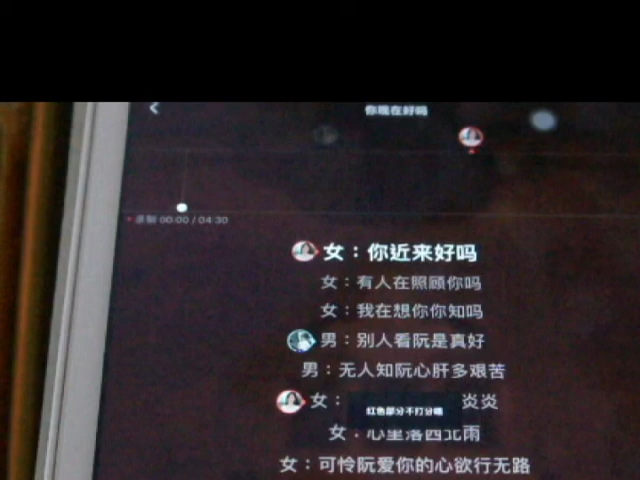 你现在好吗
录制 00:00 / 04:30
女：你近来好吗
女：有人在照顾你吗
女：我在想你你知吗
男：别人看阮是真好
男：无人知阮心肝多艰苦
女： 炎炎
红色部分不打分哦
女：心里落西北雨
女：可怜阮爱你的心欲行无路